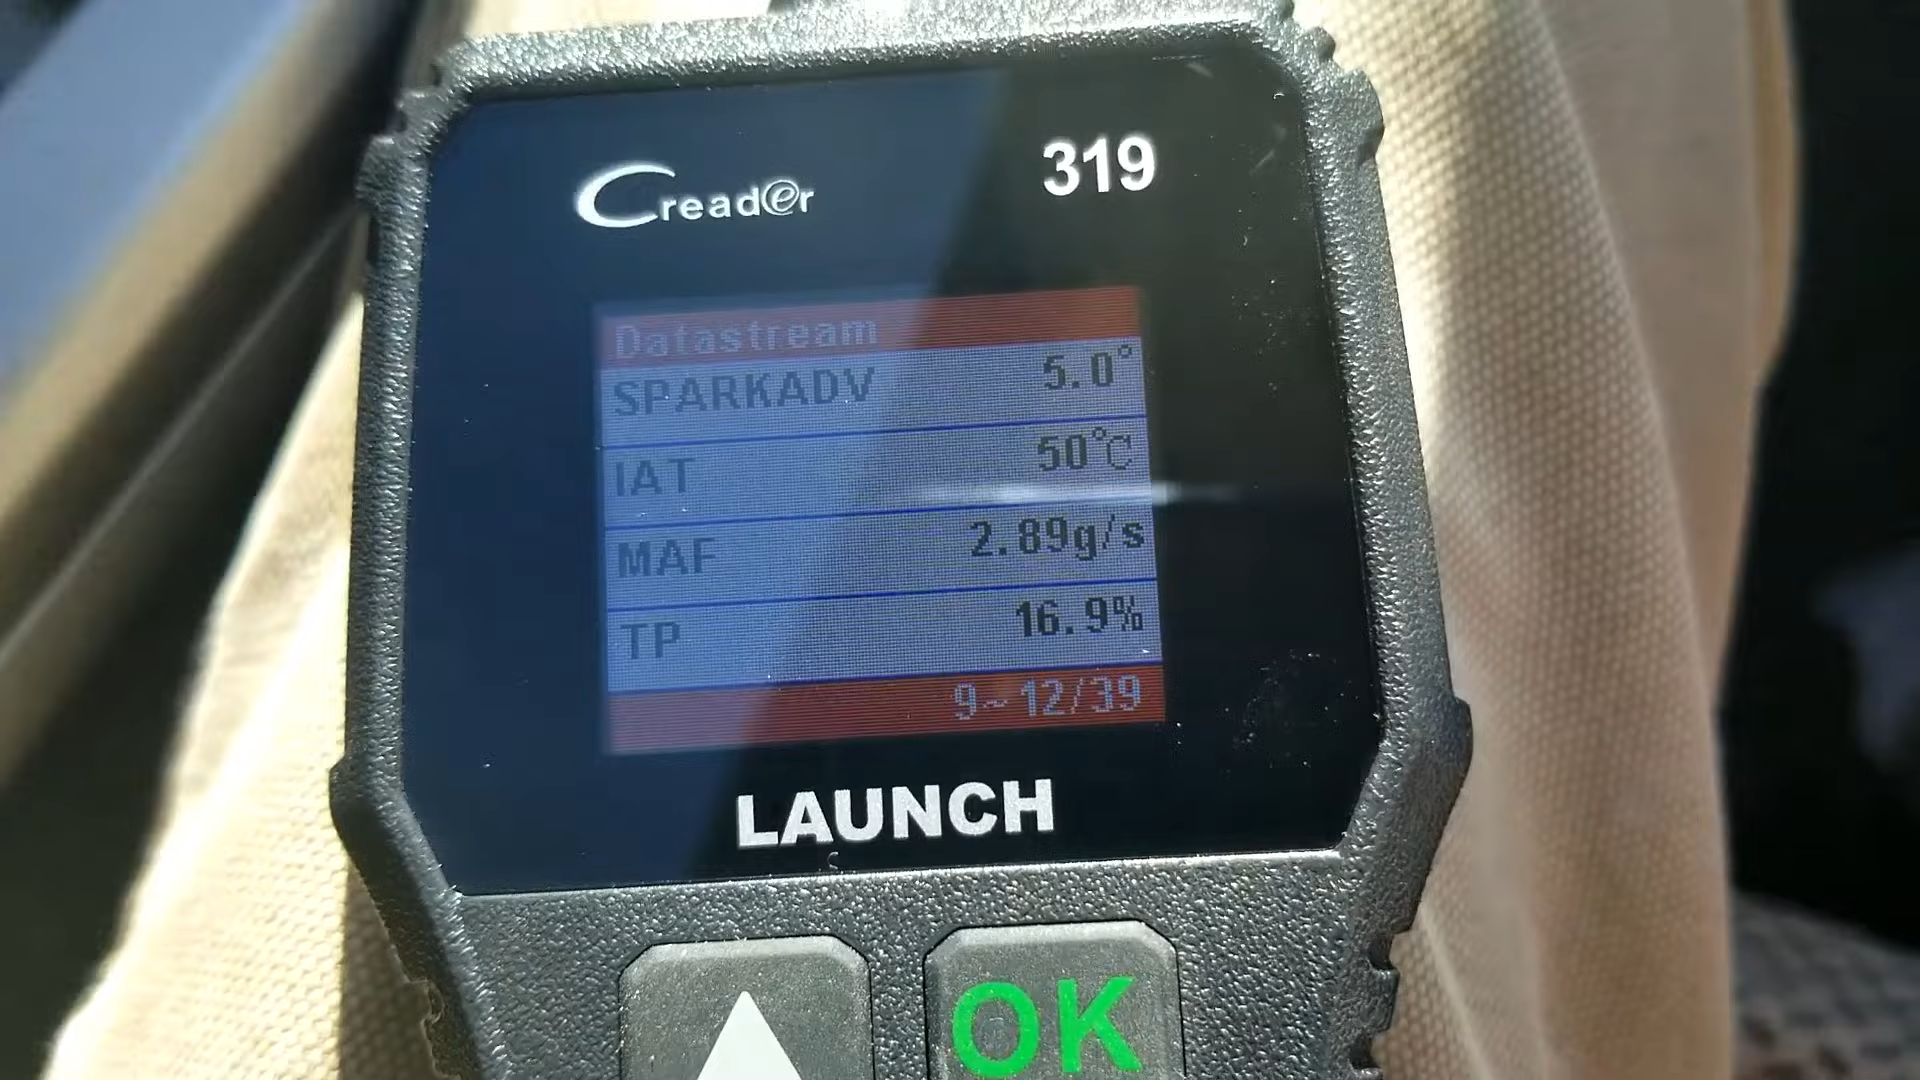 Creader 319
Datastream
SPARKADV 5.0°
IAT 50℃
MAF 2.89g/s
TP 16.9%
9~12/39
LAUNCH
OK